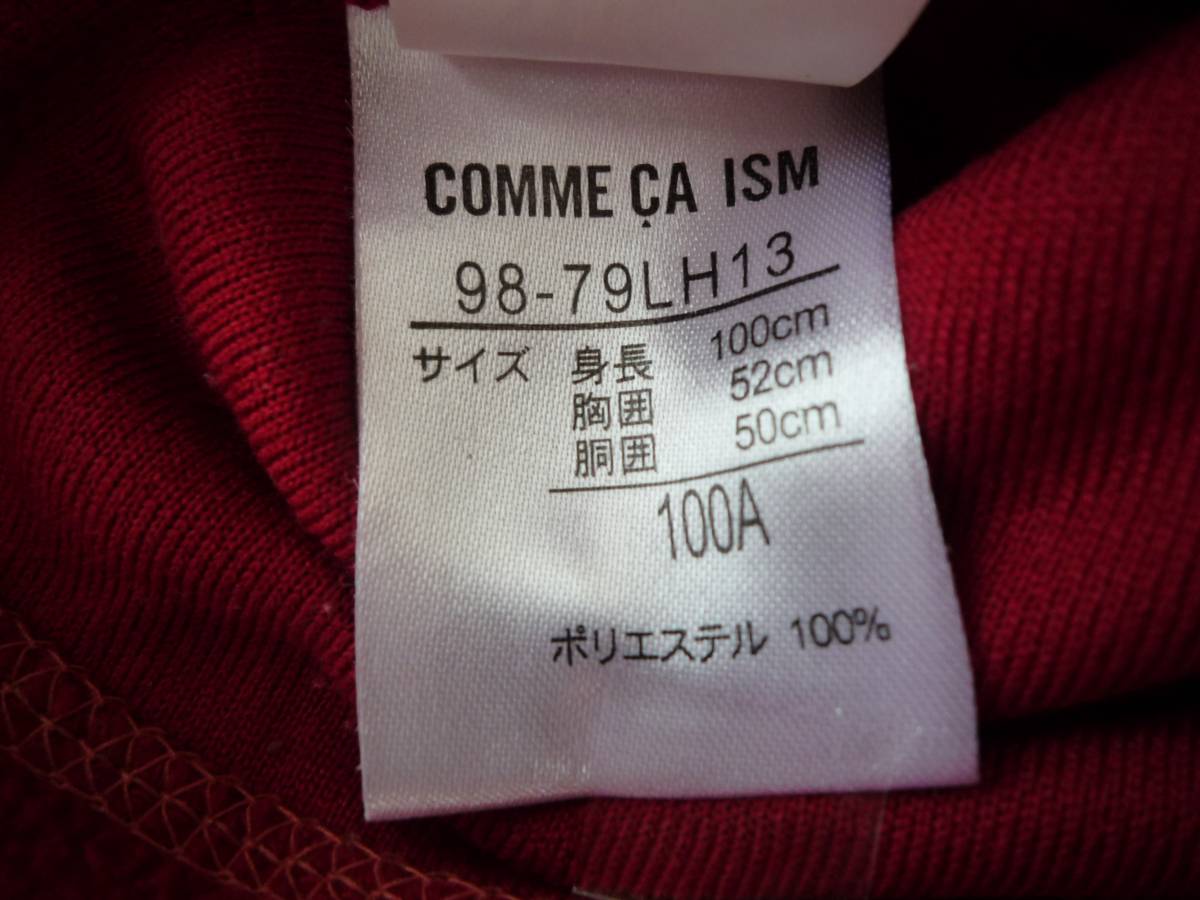 COMME ÇA ISM
98-79LH13
サイズ 身長 100cm
胸囲 52cm
胴囲 50cm
100A
ポリエステル 100%